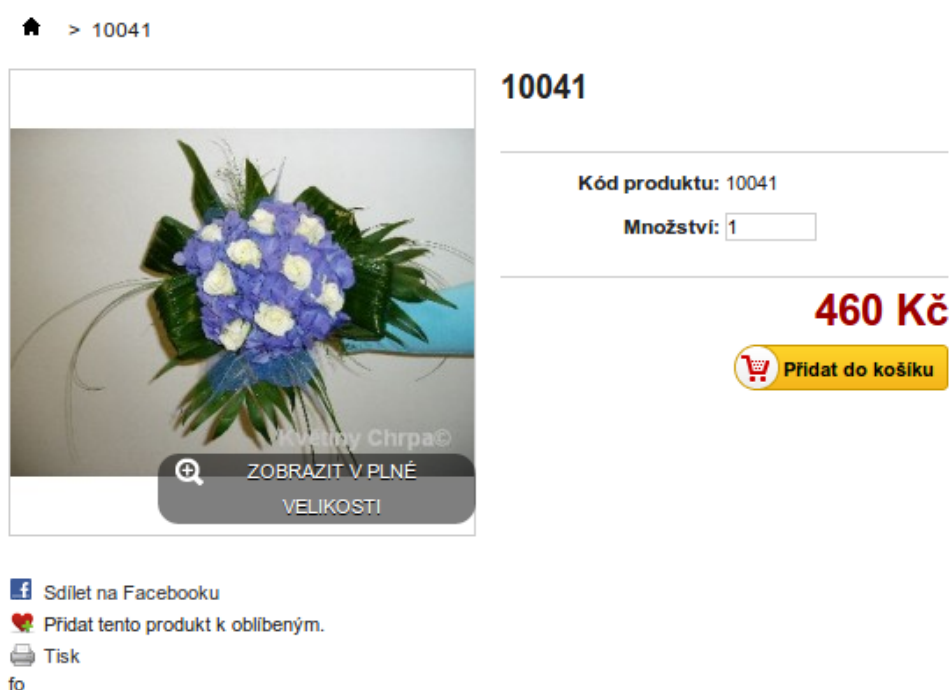 > 10041
10041
Kód produktu: 10041
Množství: 1
460 Kč
Přidat do košíku
Květiny Chrpa©
ZOBRAZIT V PLNÉ
VELIKOSTI
Sdílet na Facebooku
Přidat tento produkt k oblíbeným.
Tisk
fo